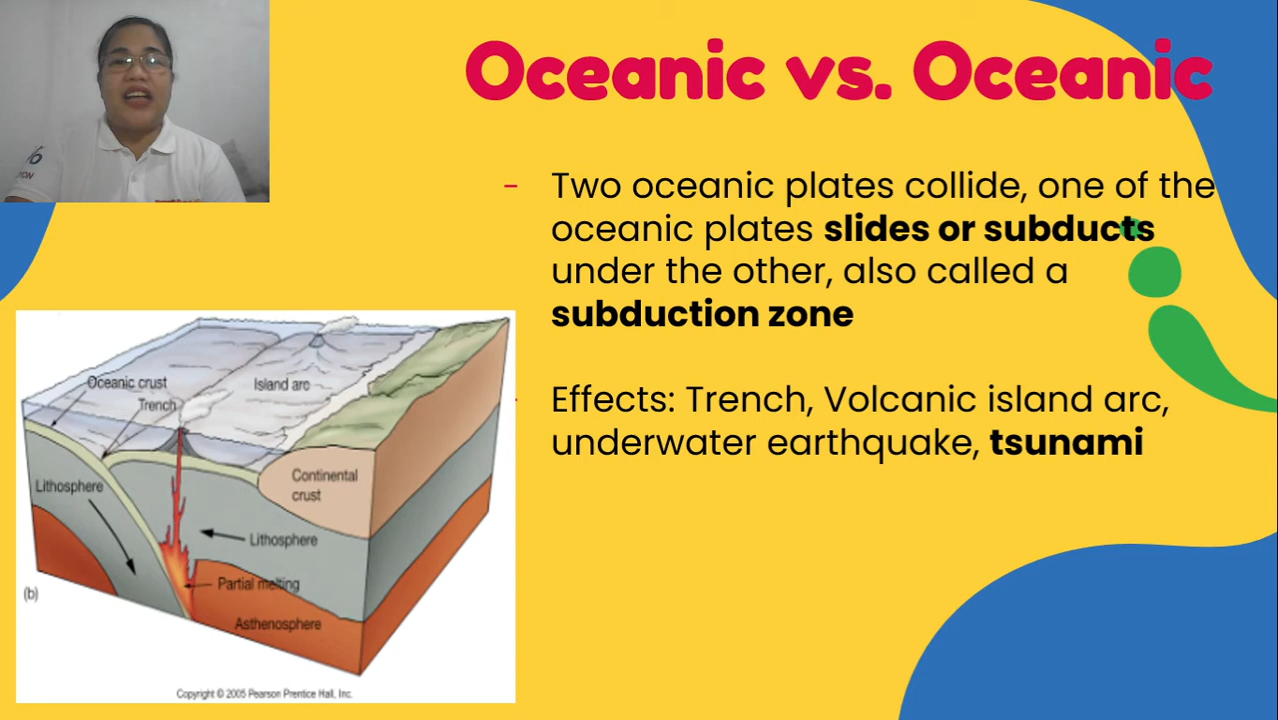 Oceanic vs. Oceanic
- Two oceanic plates collide, one of the
oceanic plates slides or subducts
under the other, also called a
subduction zone
Effects: Trench, Volcanic island arc,
underwater earthquake, tsunami
Oceanic crust
Island arc
Trench
Continental
crust
Lithosphere
Lithosphere
Partial melting
(b)
Asthenosphere
Copyright © 2005 Pearson Prentice Hall, Inc.